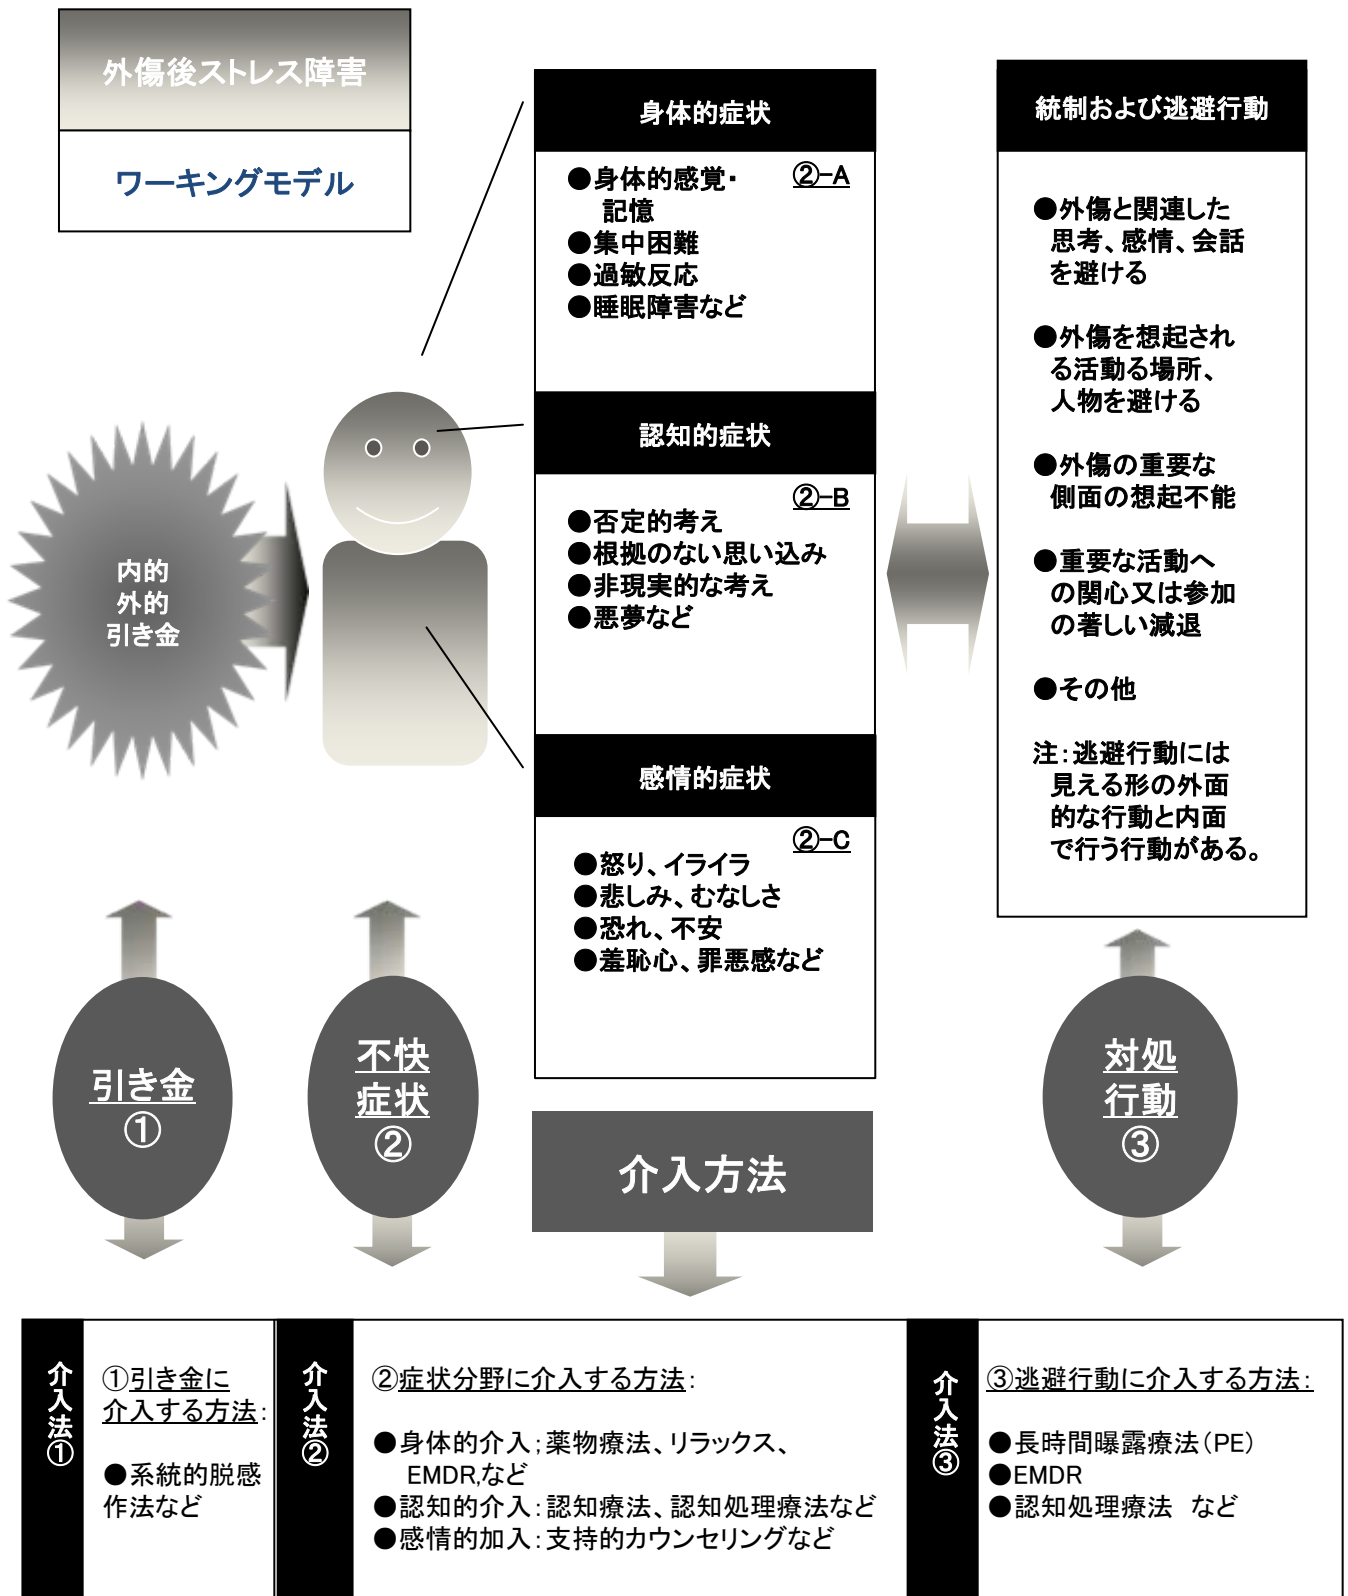 外傷後ストレス障害
ワーキングモデル
身体的症状
②-A
●身体的感覚・
記憶
●集中困難
●過敏反応
●睡眠障害など
認知的症状
②-B
●否定的考え
●根拠のない思い込み
●非現実的な考え
●悪夢など
感情的症状
②-C
●怒り、イライラ
●悲しみ、むなしさ
●恐れ、不安
●羞恥心、罪悪感など
統制および逃避行動
●外傷と関連した
思考、感情、会話
を避ける
●外傷を想起され
る活動る場所、
人物を避ける
●外傷の重要な
側面の想起不能
●重要な活動へ
の関心又は参加
の著しい減退
●その他
注：逃避行動には
見える形の外面
的な行動と内面
で行う行動がある。
内的
外的
引き金
引き金
①
不快
症状
②
対処
行動
③
介入方法
介入法①
①引き金に
介入する方法：
●系統的脱感
作法など
介入法②
②症状分野に介入する方法：
●身体的介入；薬物療法、リラックス、
EMDR,など
●認知的介入：認知療法、認知処理療法など
●感情的加入：支持的カウンセリングなど
介入法③
③逃避行動に介入する方法：
●長時間曝露療法（PE）
●EMDR
●認知処理療法　など